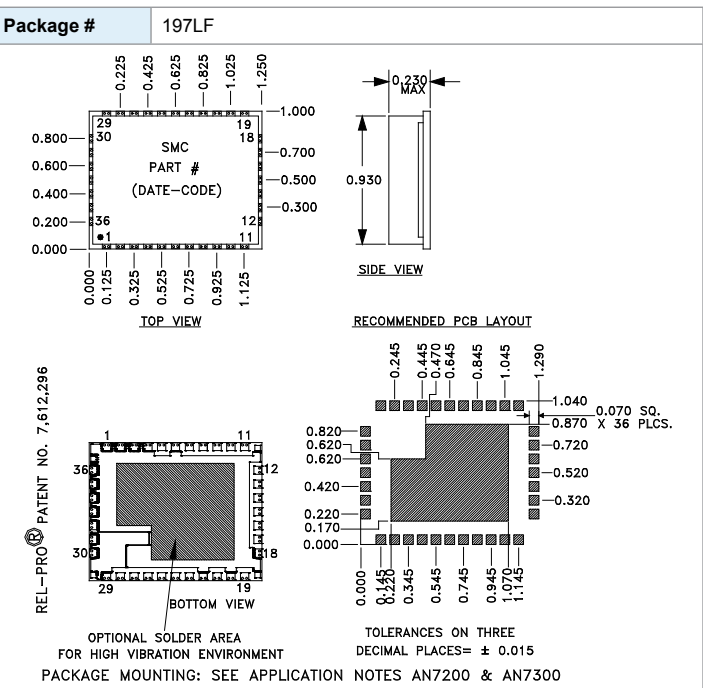 Package # 197LF
0.225 0.425 0.625 0.825 1.025 1.250
1.000
29 19
30 18
0.800
0.700
0.600
0.500
0.400
0.300
0.200
0.000
SMC
PART #
(DATE-CODE)
36 12
1 11
0.000 0.125 0.325 0.525 0.725 0.925 1.125
TOP VIEW
0.230
MAX
0.930
SIDE VIEW
RECOMMENDED PCB LAYOUT
0.245 0.445 0.470 0.645 0.845 1.045 1.290
1.040
0.070 SQ.
X 36 PLCS.
0.870
0.820
0.720
0.620
0.620
0.520
0.420
0.320
0.220
0.170
0.000
0.000 0.145 0.220 0.345 0.545 0.745 0.945 1.070 1.145
TOLERANCES ON THREE
DECIMAL PLACES= ± 0.015
REL-PRO® PATENT NO. 7,612,296
1 11
36 12
30 18
29 19
BOTTOM VIEW
OPTIONAL SOLDER AREA
FOR HIGH VIBRATION ENVIRONMENT
PACKAGE MOUNTING: SEE APPLICATION NOTES AN7200 & AN7300